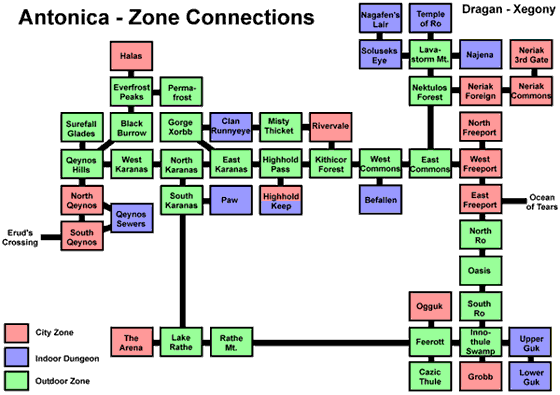 Antonica - Zone Connections
Dragan - Xegony
Nagafen's
Lair
Temple
of Ro
Halas
Soluseks
Eye
Lava-
storm Mt.
Najena
Neriak
3rd Gate
Everfrost
Peaks
Perma-
frost
Nektulos
Forest
Neriak
Foreign
Neriak
Commons
Surefall
Glades
Black
Burrow
Gorge
Xorbb
Clan
Runnyeye
Misty
Thicket
Rivervale
North
Freeport
Qeynos
Hills
West
Karanas
North
Karanas
East
Karanas
Highhold
Pass
Kithicor
Forest
West
Commons
East
Commons
West
Freeport
North
Qeynos
Qeynos
Sewers
South
Karanas
Paw
Highhold
Keep
Befallen
East
Freeport
Ocean
of Tears
Erud's
Crossing
South
Qeynos
North
Ro
Oasis
Ogguk
South
Ro
City Zone
Indoor Dungeon
Outdoor Zone
The
Arena
Lake
Rathe
Rathe
Mt.
Feerott
Inno-
thule
Swamp
Upper
Guk
Cazic
Thule
Grobb
Lower
Guk